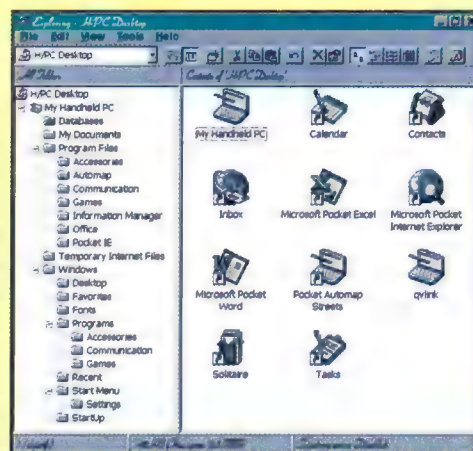 Exploring - H/PC Desktop
File Edit View Tools Help
H/PC Desktop
All Folders
Contents of 'H/PC Desktop'
H/PC Desktop
My Handheld PC
Databases
My Documents
Program Files
Accessories
Automap
Communication
Games
Information Manager
Office
Pocket IE
Temporary Internet Files
Windows
Desktop
Favorites
Fonts
Programs
Accessories
Communication
Games
Recent
Start Menu
Settings
StartUp
My Handheld PC
Calendar
Contacts
Inbox
Microsoft Pocket Excel
Microsoft Pocket
Internet Explorer
Microsoft Pocket
Word
Pocket Automap
Streets
qvlink
Solitaire
Tasks